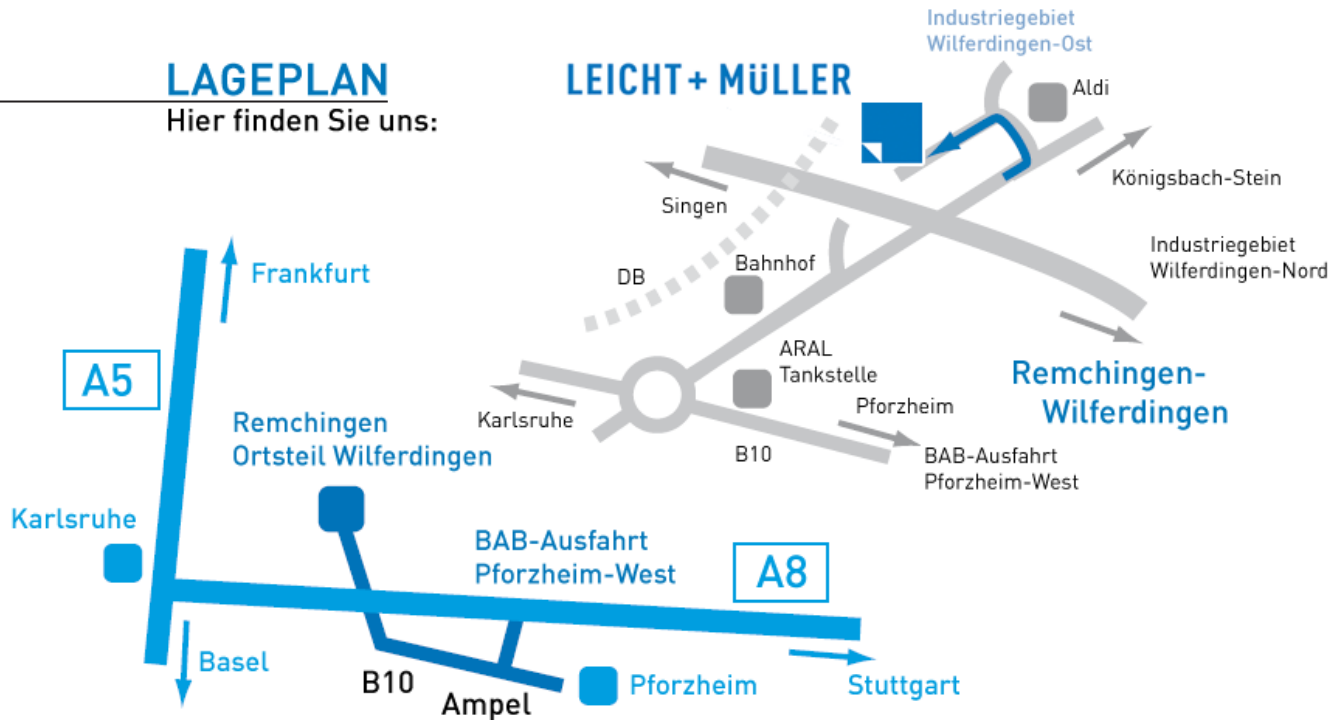 LAGEPLAN
Hier finden Sie uns:
LEICHT + MüLLER
Industriegebiet
Wilferdingen-Ost
Aldi
Königsbach-Stein
Singen
Industriegebiet
Wilferdingen-Nord
DB
Bahnhof
ARAL
Tankstelle
Remchingen-
Wilferdingen
Karlsruhe
Pforzheim
B10
BAB-Ausfahrt
Pforzheim-West
Frankfurt
A5
Remchingen
Ortsteil Wilferdingen
Karlsruhe
BAB-Ausfahrt
Pforzheim-West
A8
Basel
B10
Ampel
Pforzheim
Stuttgart